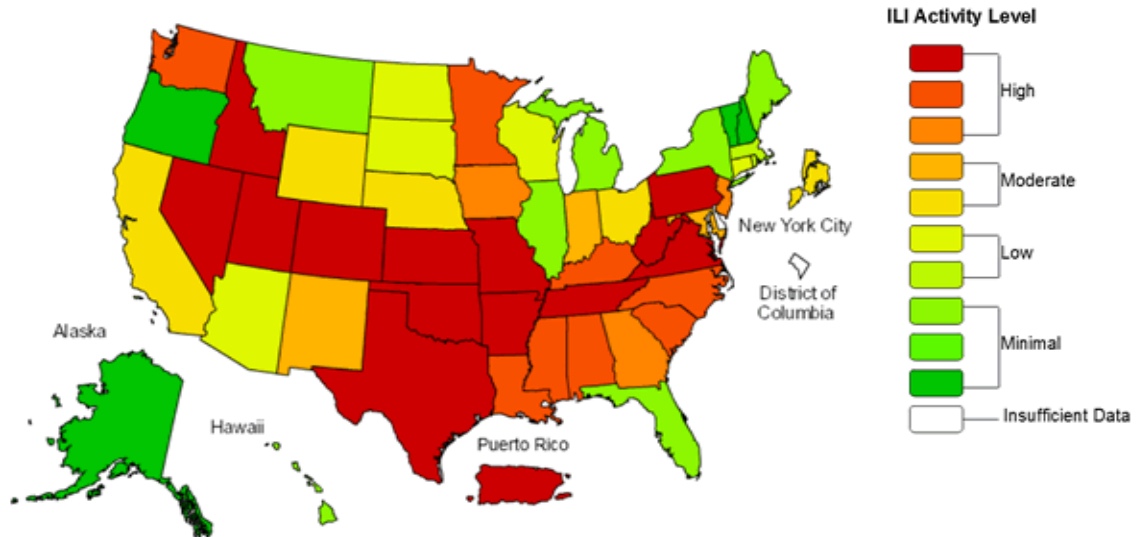 ILI Activity Level
High
Moderate
Low
Minimal
Insufficient Data
New York City
District of
Columbia
Alaska
Hawaii
Puerto Rico